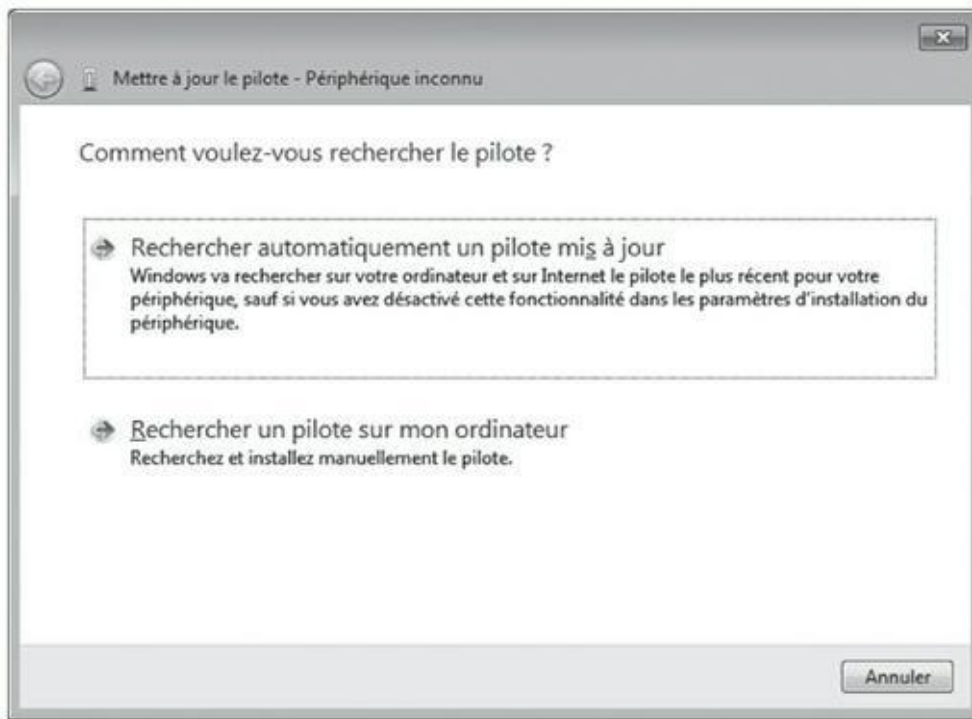 Mettre à jour le pilote - Périphérique inconnu
Comment voulez-vous rechercher le pilote ?
Rechercher automatiquement un pilote mis à jour
Windows va rechercher sur votre ordinateur et sur Internet le pilote le plus récent pour votre
périphérique, sauf si vous avez désactivé cette fonctionnalité dans les paramètres d'installation du
périphérique.
Rechercher un pilote sur mon ordinateur
Recherchez et installez manuellement le pilote.
Annuler